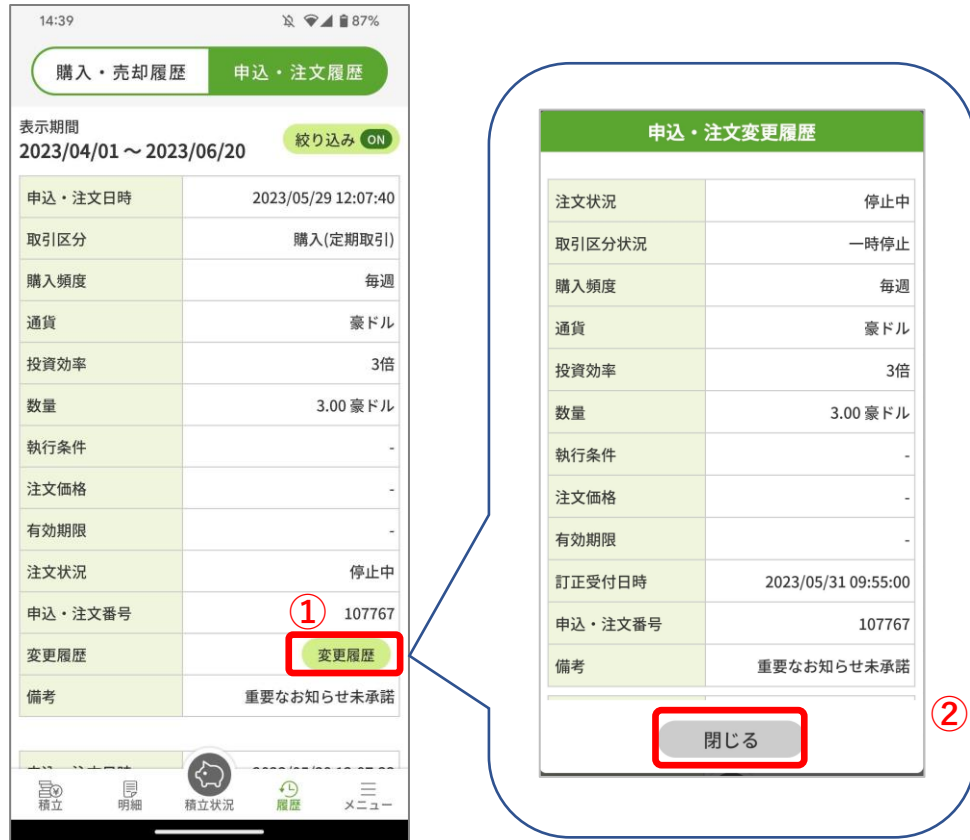 14:39 87%
購入・売却履歴 申込・注文履歴
表示期間
2023/04/01 ～ 2023/06/20 絞り込み ON
申込・注文日時 2023/05/29 12:07:40
取引区分 購入(定期取引)
購入頻度 毎週
通貨 豪ドル
投資効率 3倍
数量 3.00 豪ドル
執行条件 -
注文価格 -
有効期限 -
注文状況 停止中
申込・注文番号 107767
①
変更履歴 変更履歴
備考 重要なお知らせ未承諾
積立 明細 積立状況 履歴 メニュー
申込・注文変更履歴
注文状況 停止中
取引区分状況 一時停止
購入頻度 毎週
通貨 豪ドル
投資効率 3倍
数量 3.00 豪ドル
執行条件 -
注文価格 -
有効期限 -
訂正受付日時 2023/05/31 09:55:00
申込・注文番号 107767
備考 重要なお知らせ未承諾
②
閉じる